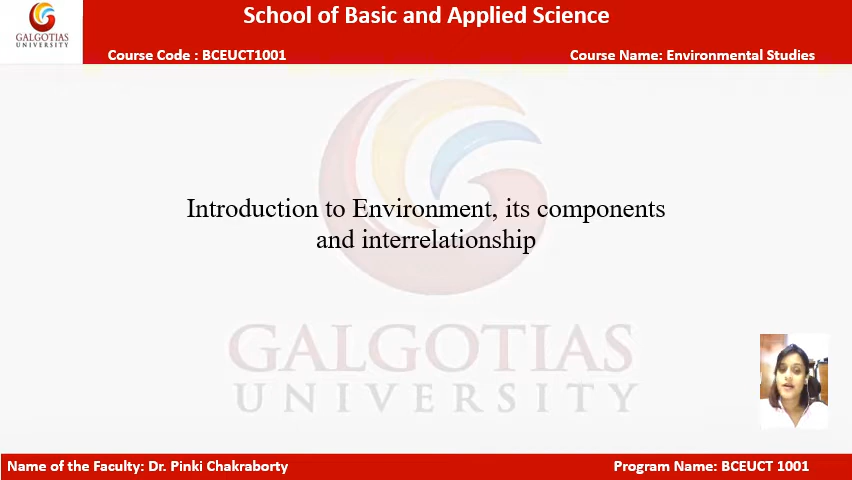 School of Basic and Applied Science
GALGOTIAS
UNIVERSITY
Course Code : BCEUCT1001
Course Name: Environmental Studies
Introduction to Environment, its components
and interrelationship
GALGOTIAS
UNIVERSITY
Name of the Faculty: Dr. Pinki Chakraborty
Program Name: BCEUCT 1001